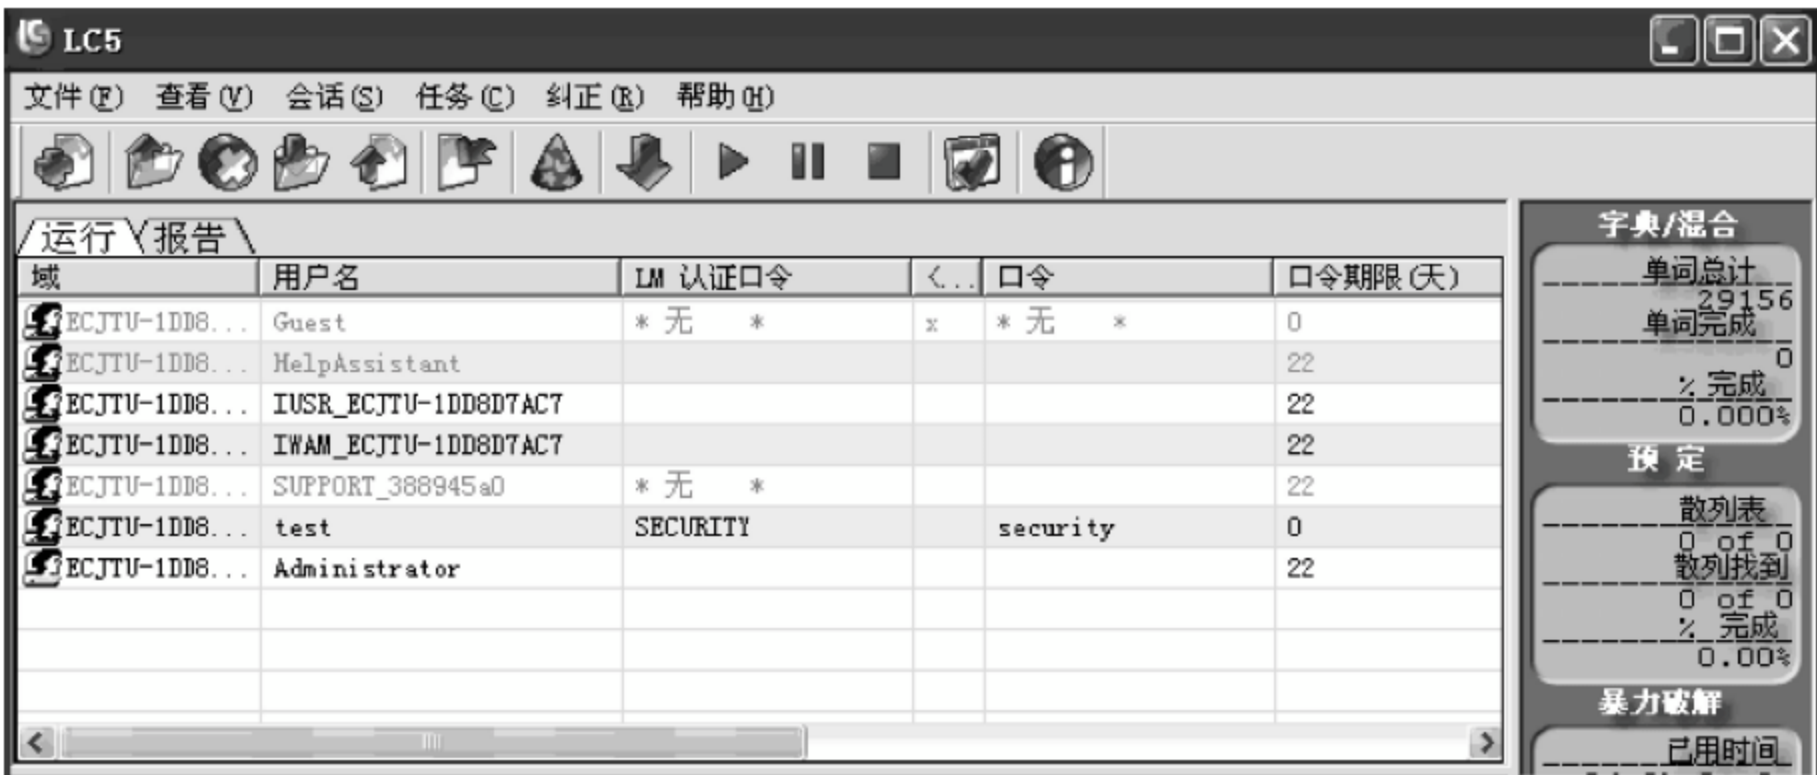 LC5
文件(F) 查看(V) 会话(S) 任务(C) 纠正(R) 帮助(H)
运行 报告
域 用户名 LM 认证口令 <... 口令 口令期限(天)
ECJTU-1DD8... Guest * 无 * x * 无 * 0
ECJTU-1DD8... HelpAssistant 22
ECJTU-1DD8... IUSR_ECJTU-1DD8D7AC7 22
ECJTU-1DD8... IWAM_ECJTU-1DD8D7AC7 22
ECJTU-1DD8... SUPPORT_388945a0 * 无 * 22
ECJTU-1DD8... test SECURITY security 0
ECJTU-1DD8... Administrator 22
字典/混合
单词总计
29156
单词完成
0
% 完成
0.000%
预定
散列表
0 of 0
散列找到
0 of 0
% 完成
0.00%
暴力破解
已用时间